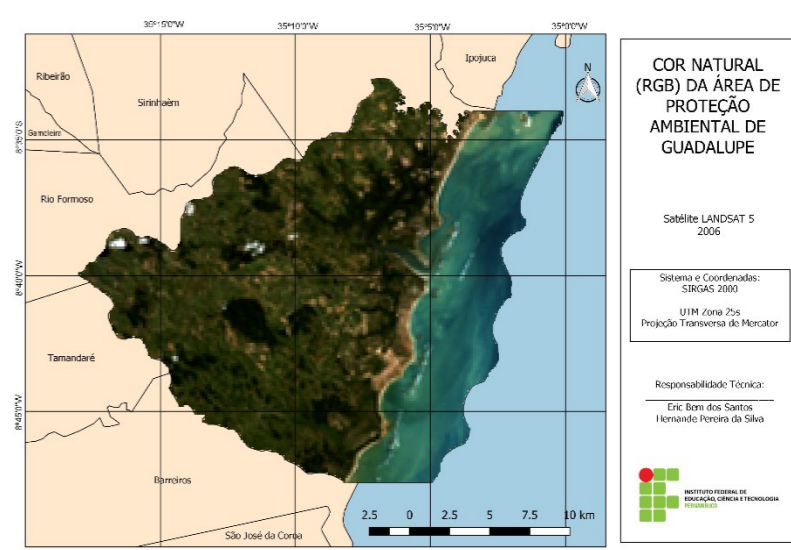 35°15'0"W
35°10'0"W
35°5'0"W
35°0'0"W
Ipojuca
N
Ribeirão
Sirinhaém
Gameleira
8°35'0"S
Rio Formoso
8°40'0"W
Tamandaré
8°45'0"W
Barreiros
São José da Coroa
2.5 0 2.5 5 7.5 10 km
COR NATURAL
(RGB) DA ÁREA DE
PROTEÇÃO
AMBIENTAL DE
GUADALUPE
Satélite LANDSAT 5
2006
Sistema e Coordenadas:
SIRGAS 2000
UTM Zona 25s
Projeção Transversa de Mercator
Responsabilidade Técnica:
Eric Bem dos Santos
Hernande Pereira da Silva
INSTITUTO FEDERAL DE
EDUCAÇÃO, CIÊNCIA E TECNOLOGIA
PERNAMBUCO